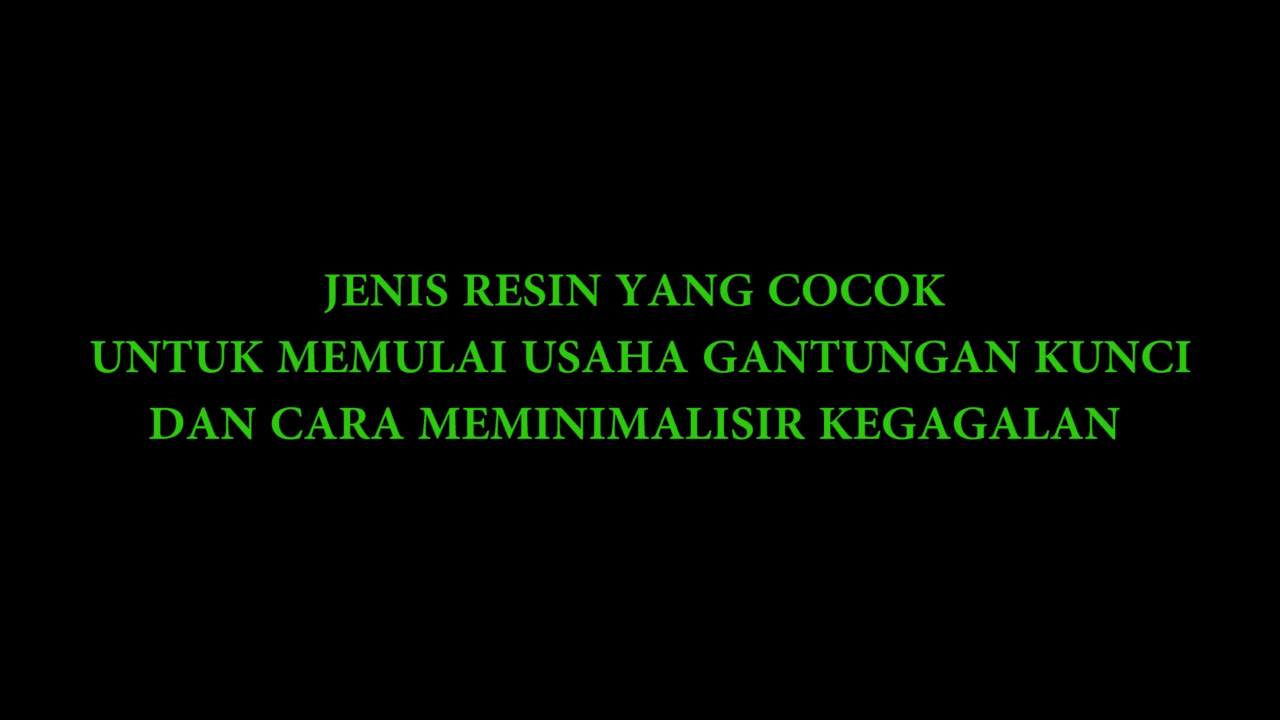 JENIS RESIN YANG COCOK
UNTUK MEMULAI USAHA GANTUNGAN KUNCI
DAN CARA MEMINIMALISIR KEGAGALAN